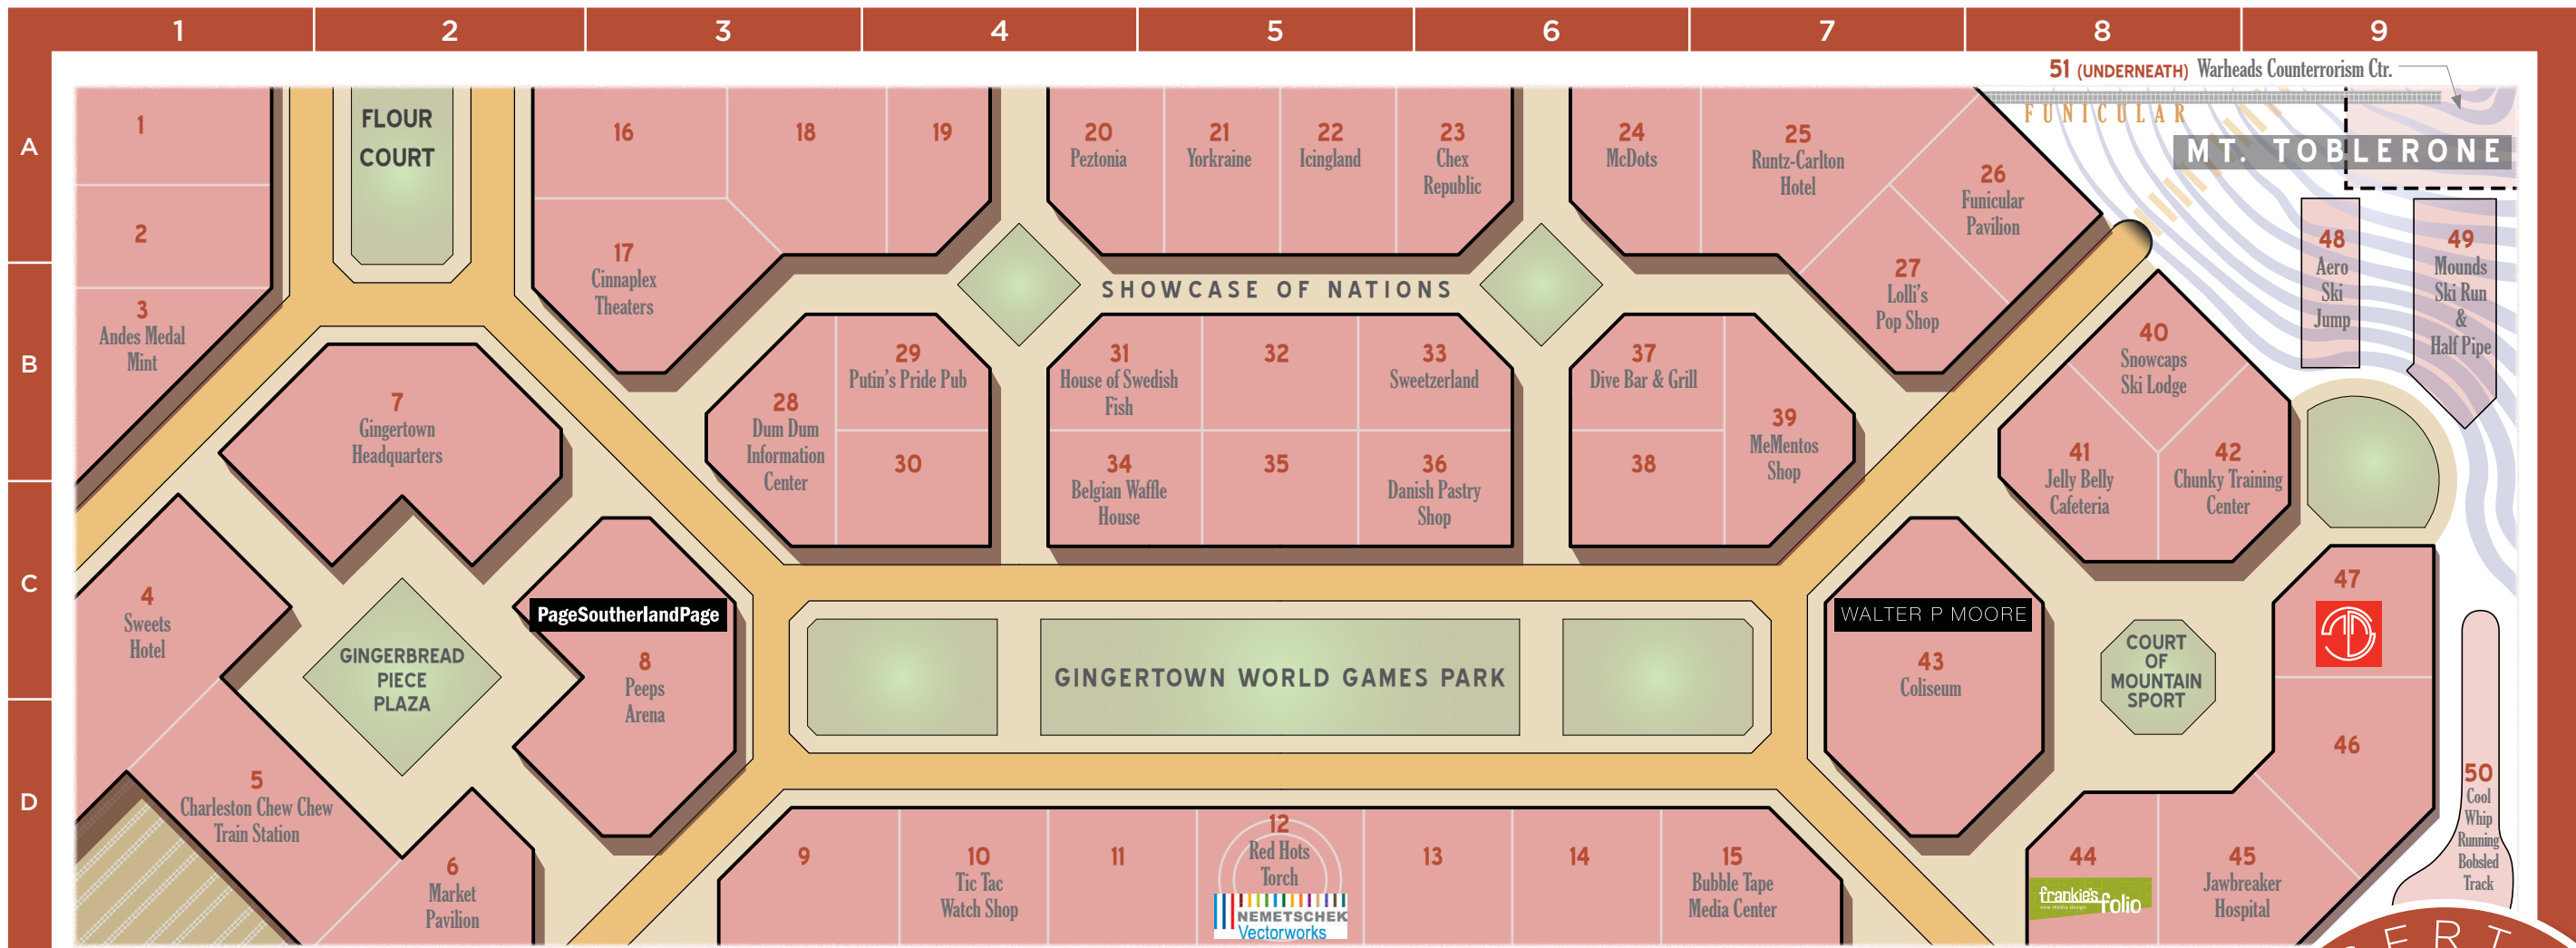 1 2 3 4 5 6 7 8 9
A
B
C
D
51 (UNDERNEATH) Warheads Counterrorism Ctr.
FUNICULAR
MT. TOBLERONE
FLOUR
COURT
1
2
3
Andes Medal
Mint
16
17
Cinnaplex
Theaters
18
19
20
Peztonia
21
Yorkraine
22
Icingland
23
Chex
Republic
24
McDots
25
Runtz-Carlton
Hotel
26
Funicular
Pavilion
27
Lolli's
Pop Shop
SHOWCASE OF NATIONS
48
Aero
Ski
Jump
49
Mounds
Ski Run
&
Half Pipe
7
Gingertown
Headquarters
28
Dum Dum
Information
Center
29
Putin's Pride Pub
30
31
House of Swedish
Fish
32
33
Sweetzerland
34
Belgian Waffle
House
35
36
Danish Pastry
Shop
37
Dive Bar & Grill
38
39
MeMentos
Shop
40
Snowcaps
Ski Lodge
41
Jelly Belly
Cafeteria
42
Chunky Training
Center
4
Sweets
Hotel
GINGERBREAD
PIECE
PLAZA
PageSoutherlandPage
8
Peeps
Arena
GINGERTOWN WORLD GAMES PARK
WALTER P MOORE
43
Coliseum
COURT
OF
MOUNTAIN
SPORT
47
46
5
Charleston Chew Chew
Train Station
6
Market
Pavilion
9
10
Tic Tac
Watch Shop
11
12
Red Hots
Torch
NEMETSCHEK
Vectorworks
13
14
15
Bubble Tape
Media Center
44
frankie's folio
new media design
45
Jawbreaker
Hospital
50
Cool
Whip
Running
Bobsled
Track
E R T